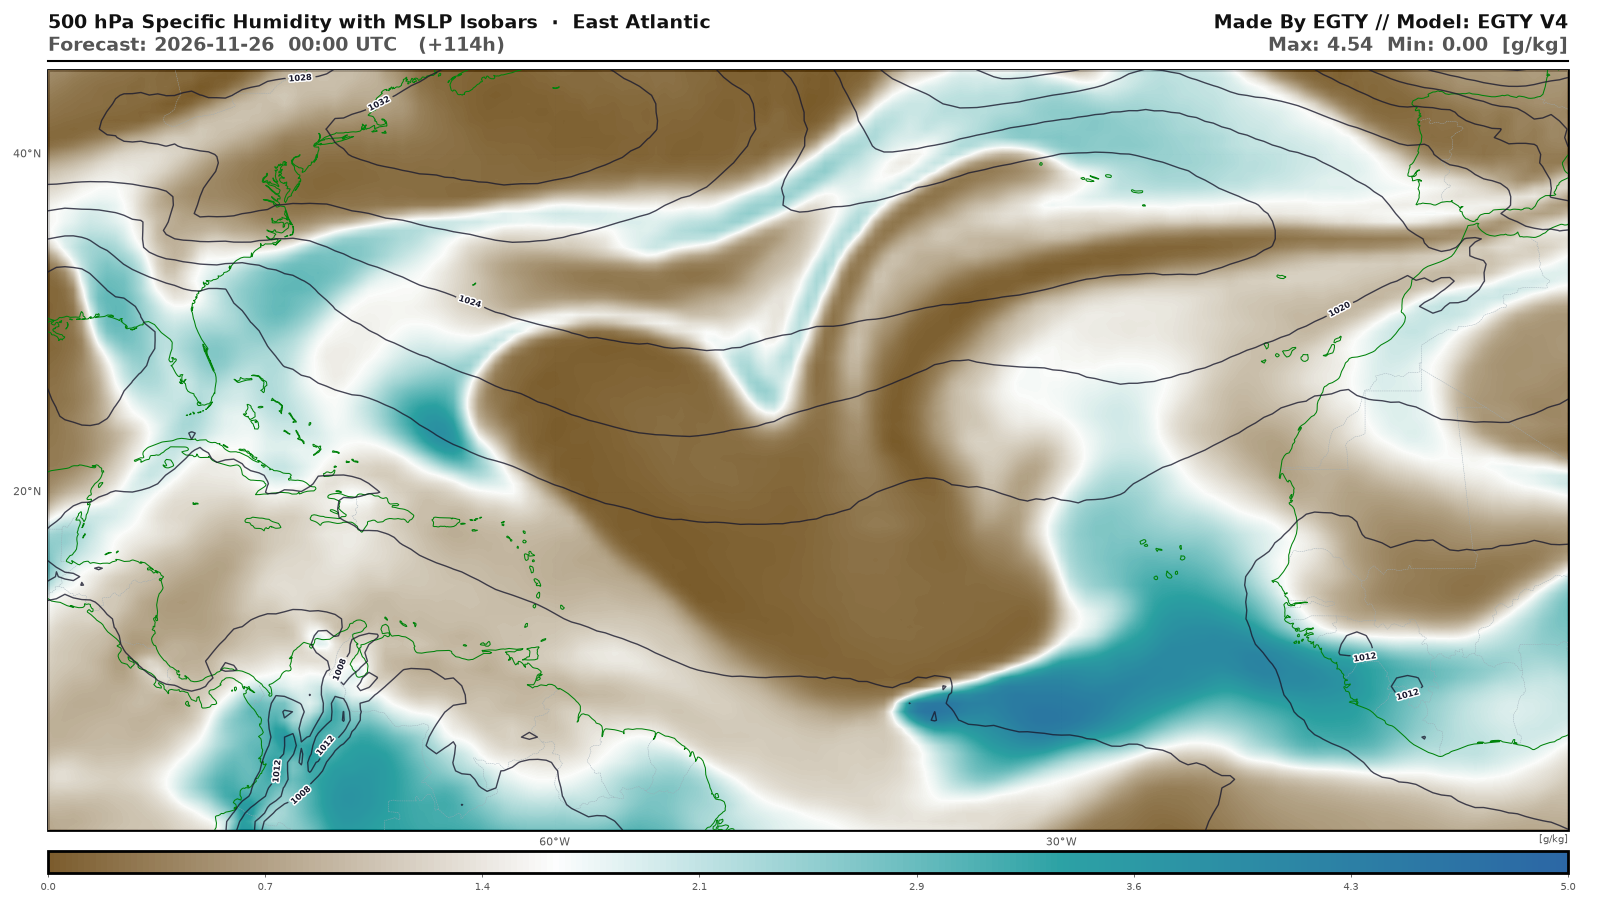 500 hPa Specific Humidity with MSLP Isobars · East Atlantic
Made By EGTY // Model: EGTY V4
Forecast: 2026-11-26 00:00 UTC (+114h)
Max: 4.54 Min: 0.00 [g/kg]
1028
1032
40°N
1024
1020
20°N
1012
1008
1012
1012
1012
1008
60°W
30°W
[g/kg]
0.0
0.7
1.4
2.1
2.9
3.6
4.3
5.0